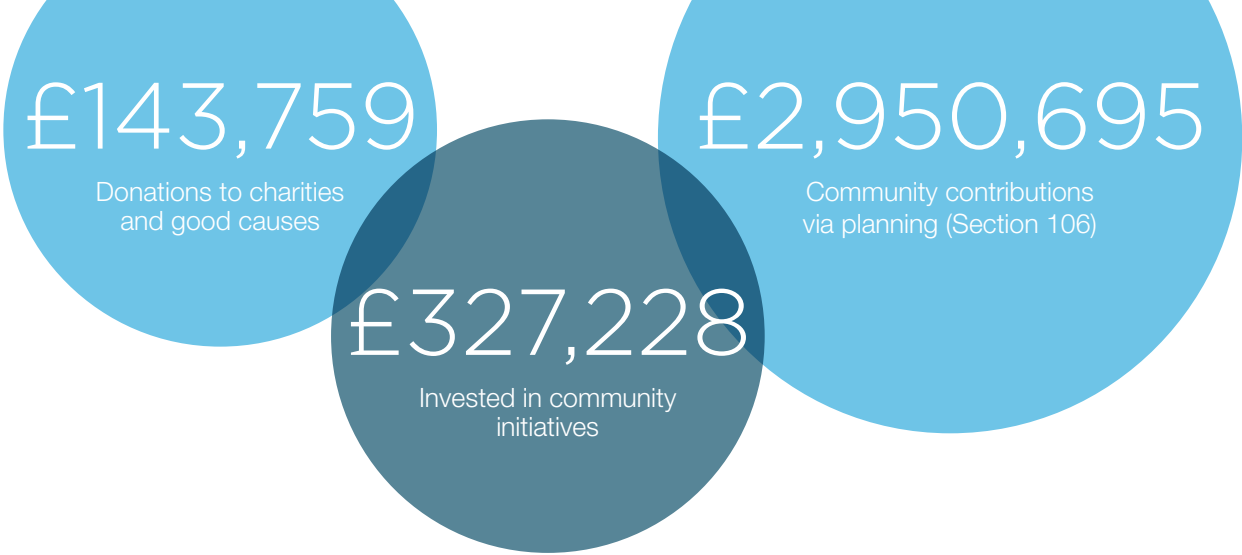 £143,759
Donations to charities
and good causes
£327,228
Invested in community
initiatives
£2,950,695
Community contributions
via planning (Section 106)